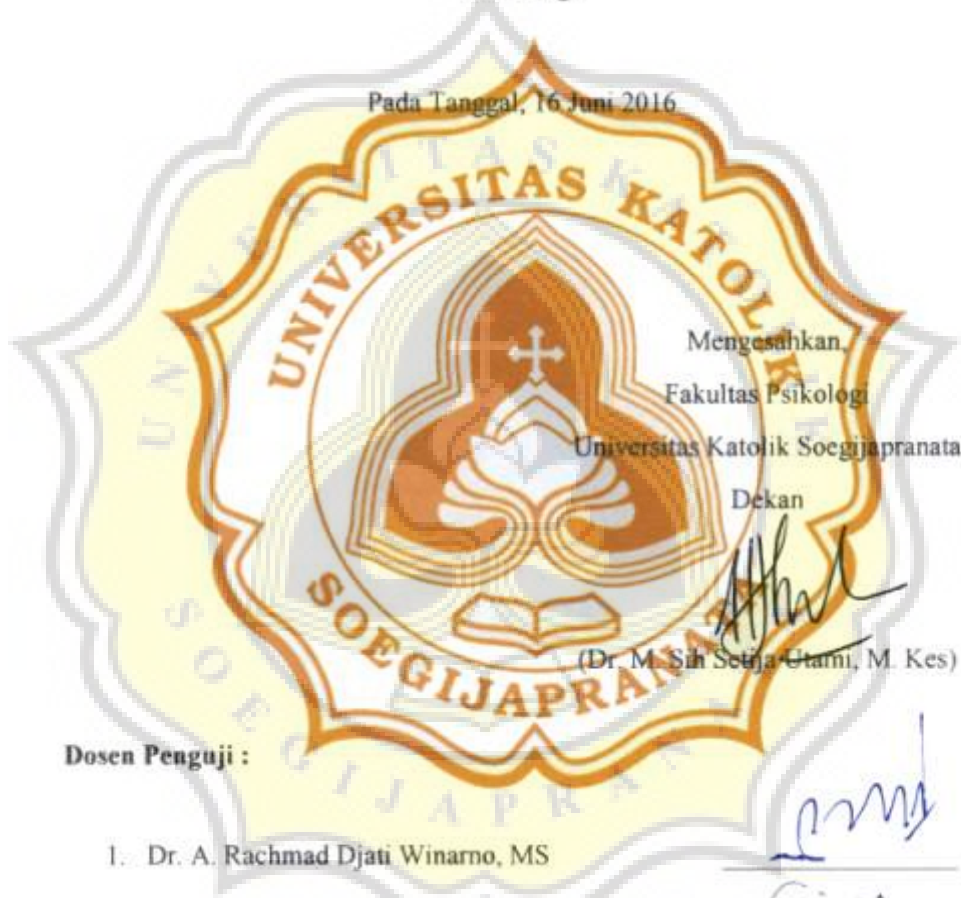 Pada Tanggal, 16 Juni 2016
UNIVERSITAS KATOLIK
SOEGIJAPRANATA
Mengesahkan,
Fakultas Psikologi
Universitas Katolik Soegijapranata
Dekan
(Dr. M. Sih Setija Utami, M. Kes)
Dosen Penguji :
1. Dr. A. Rachmad Djati Winarno, MS